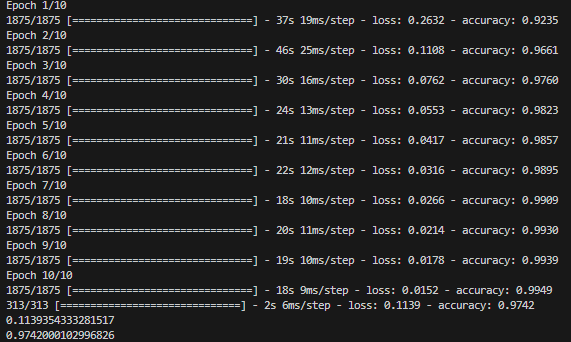 Epoch 1/10
1875/1875 [==============================] - 37s 19ms/step - loss: 0.2632 - accuracy: 0.9235
Epoch 2/10
1875/1875 [==============================] - 46s 25ms/step - loss: 0.1108 - accuracy: 0.9661
Epoch 3/10
1875/1875 [==============================] - 30s 16ms/step - loss: 0.0762 - accuracy: 0.9760
Epoch 4/10
1875/1875 [==============================] - 24s 13ms/step - loss: 0.0553 - accuracy: 0.9823
Epoch 5/10
1875/1875 [==============================] - 21s 11ms/step - loss: 0.0417 - accuracy: 0.9857
Epoch 6/10
1875/1875 [==============================] - 22s 12ms/step - loss: 0.0316 - accuracy: 0.9895
Epoch 7/10
1875/1875 [==============================] - 18s 10ms/step - loss: 0.0266 - accuracy: 0.9909
Epoch 8/10
1875/1875 [==============================] - 20s 11ms/step - loss: 0.0214 - accuracy: 0.9930
Epoch 9/10
1875/1875 [==============================] - 19s 10ms/step - loss: 0.0178 - accuracy: 0.9939
Epoch 10/10
1875/1875 [==============================] - 18s 9ms/step - loss: 0.0152 - accuracy: 0.9949
313/313 [==============================] - 2s 6ms/step - loss: 0.1139 - accuracy: 0.9742
0.1139354333281517
0.9742000102996826